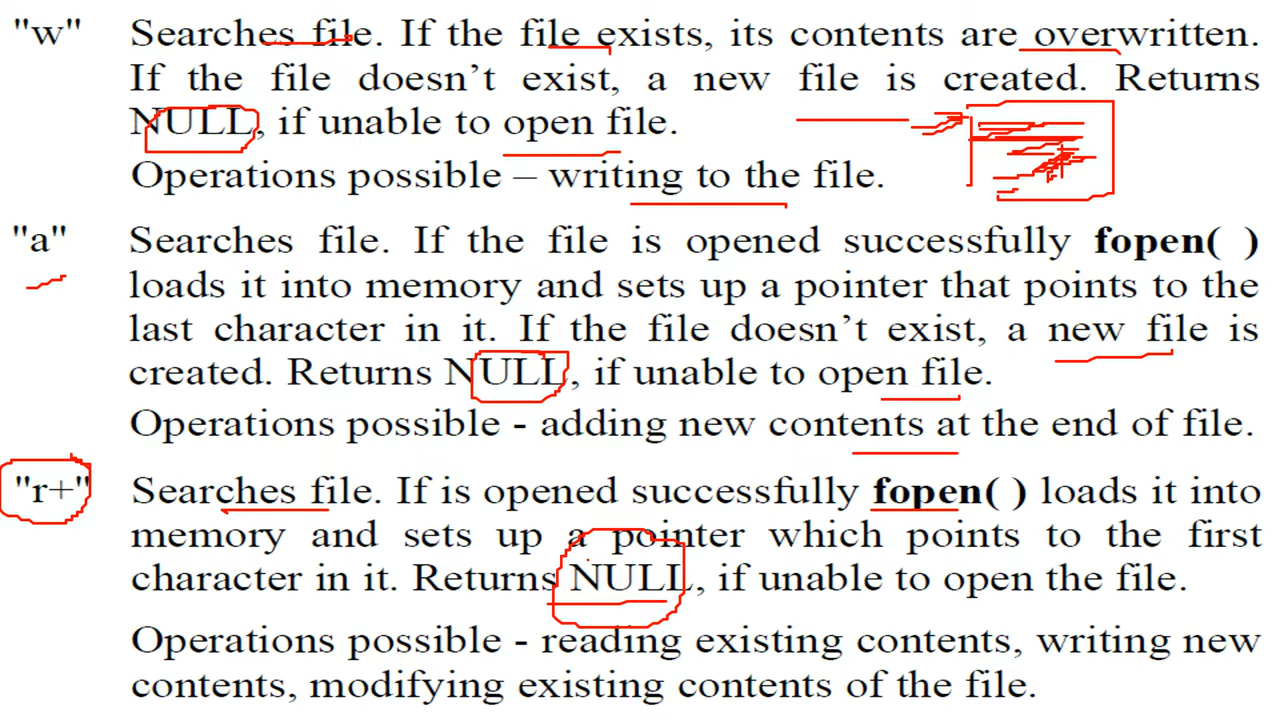 "w" Searches file. If the file exists, its contents are overwritten.
If the file doesn’t exist, a new file is created. Returns
NULL, if unable to open file.
Operations possible – writing to the file.
"a" Searches file. If the file is opened successfully fopen( )
loads it into memory and sets up a pointer that points to the
last character in it. If the file doesn’t exist, a new file is
created. Returns NULL, if unable to open file.
Operations possible - adding new contents at the end of file.
"r+" Searches file. If is opened successfully fopen( ) loads it into
memory and sets up a pointer which points to the first
character in it. Returns NULL, if unable to open the file.
Operations possible - reading existing contents, writing new
contents, modifying existing contents of the file.